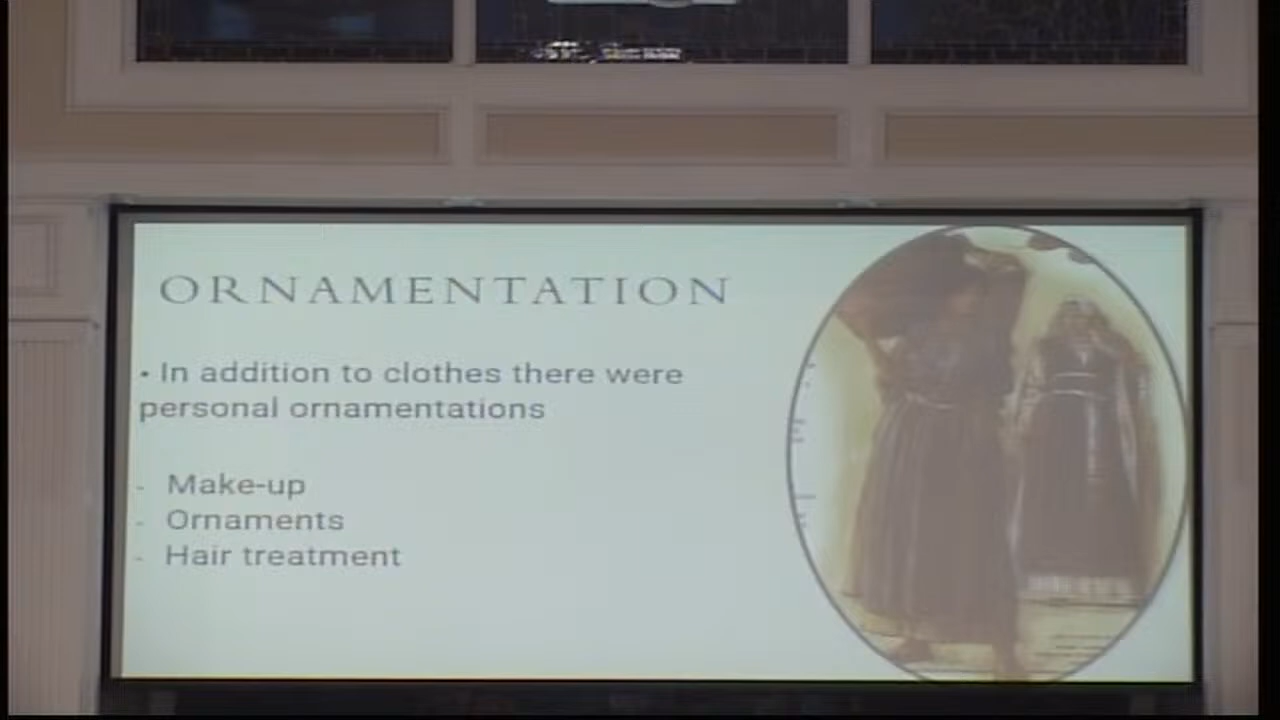 ORNAMENTATION
• In addition to clothes there were
personal ornamentations
- Make-up
- Ornaments
- Hair treatment